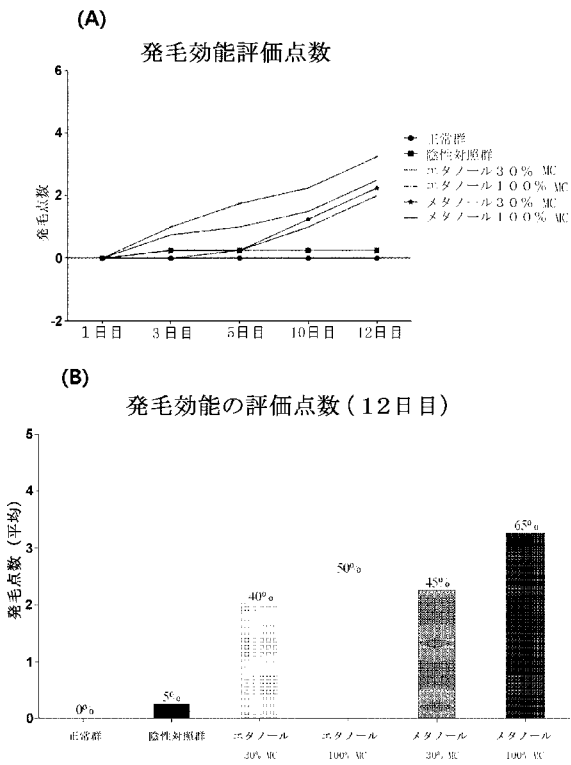 (A)
発毛効能評価点数
6
4
2
0
-2
発毛点数
1日目 3日目 5日目 10日目 12日目
正常群
陰性対照群
エタノール30% MC
エタノール100% MC
メタノール30% MC
メタノール100% MC
(B)
発毛効能の評価点数(12日目)
5
4
3
2
1
0
発毛点数 (平均)
0%
5%
40%
50%
45%
65%
正常群 陰性対照群 エタノール エタノール メタノール メタノール
30% MC 100% MC 30% MC 100% MC